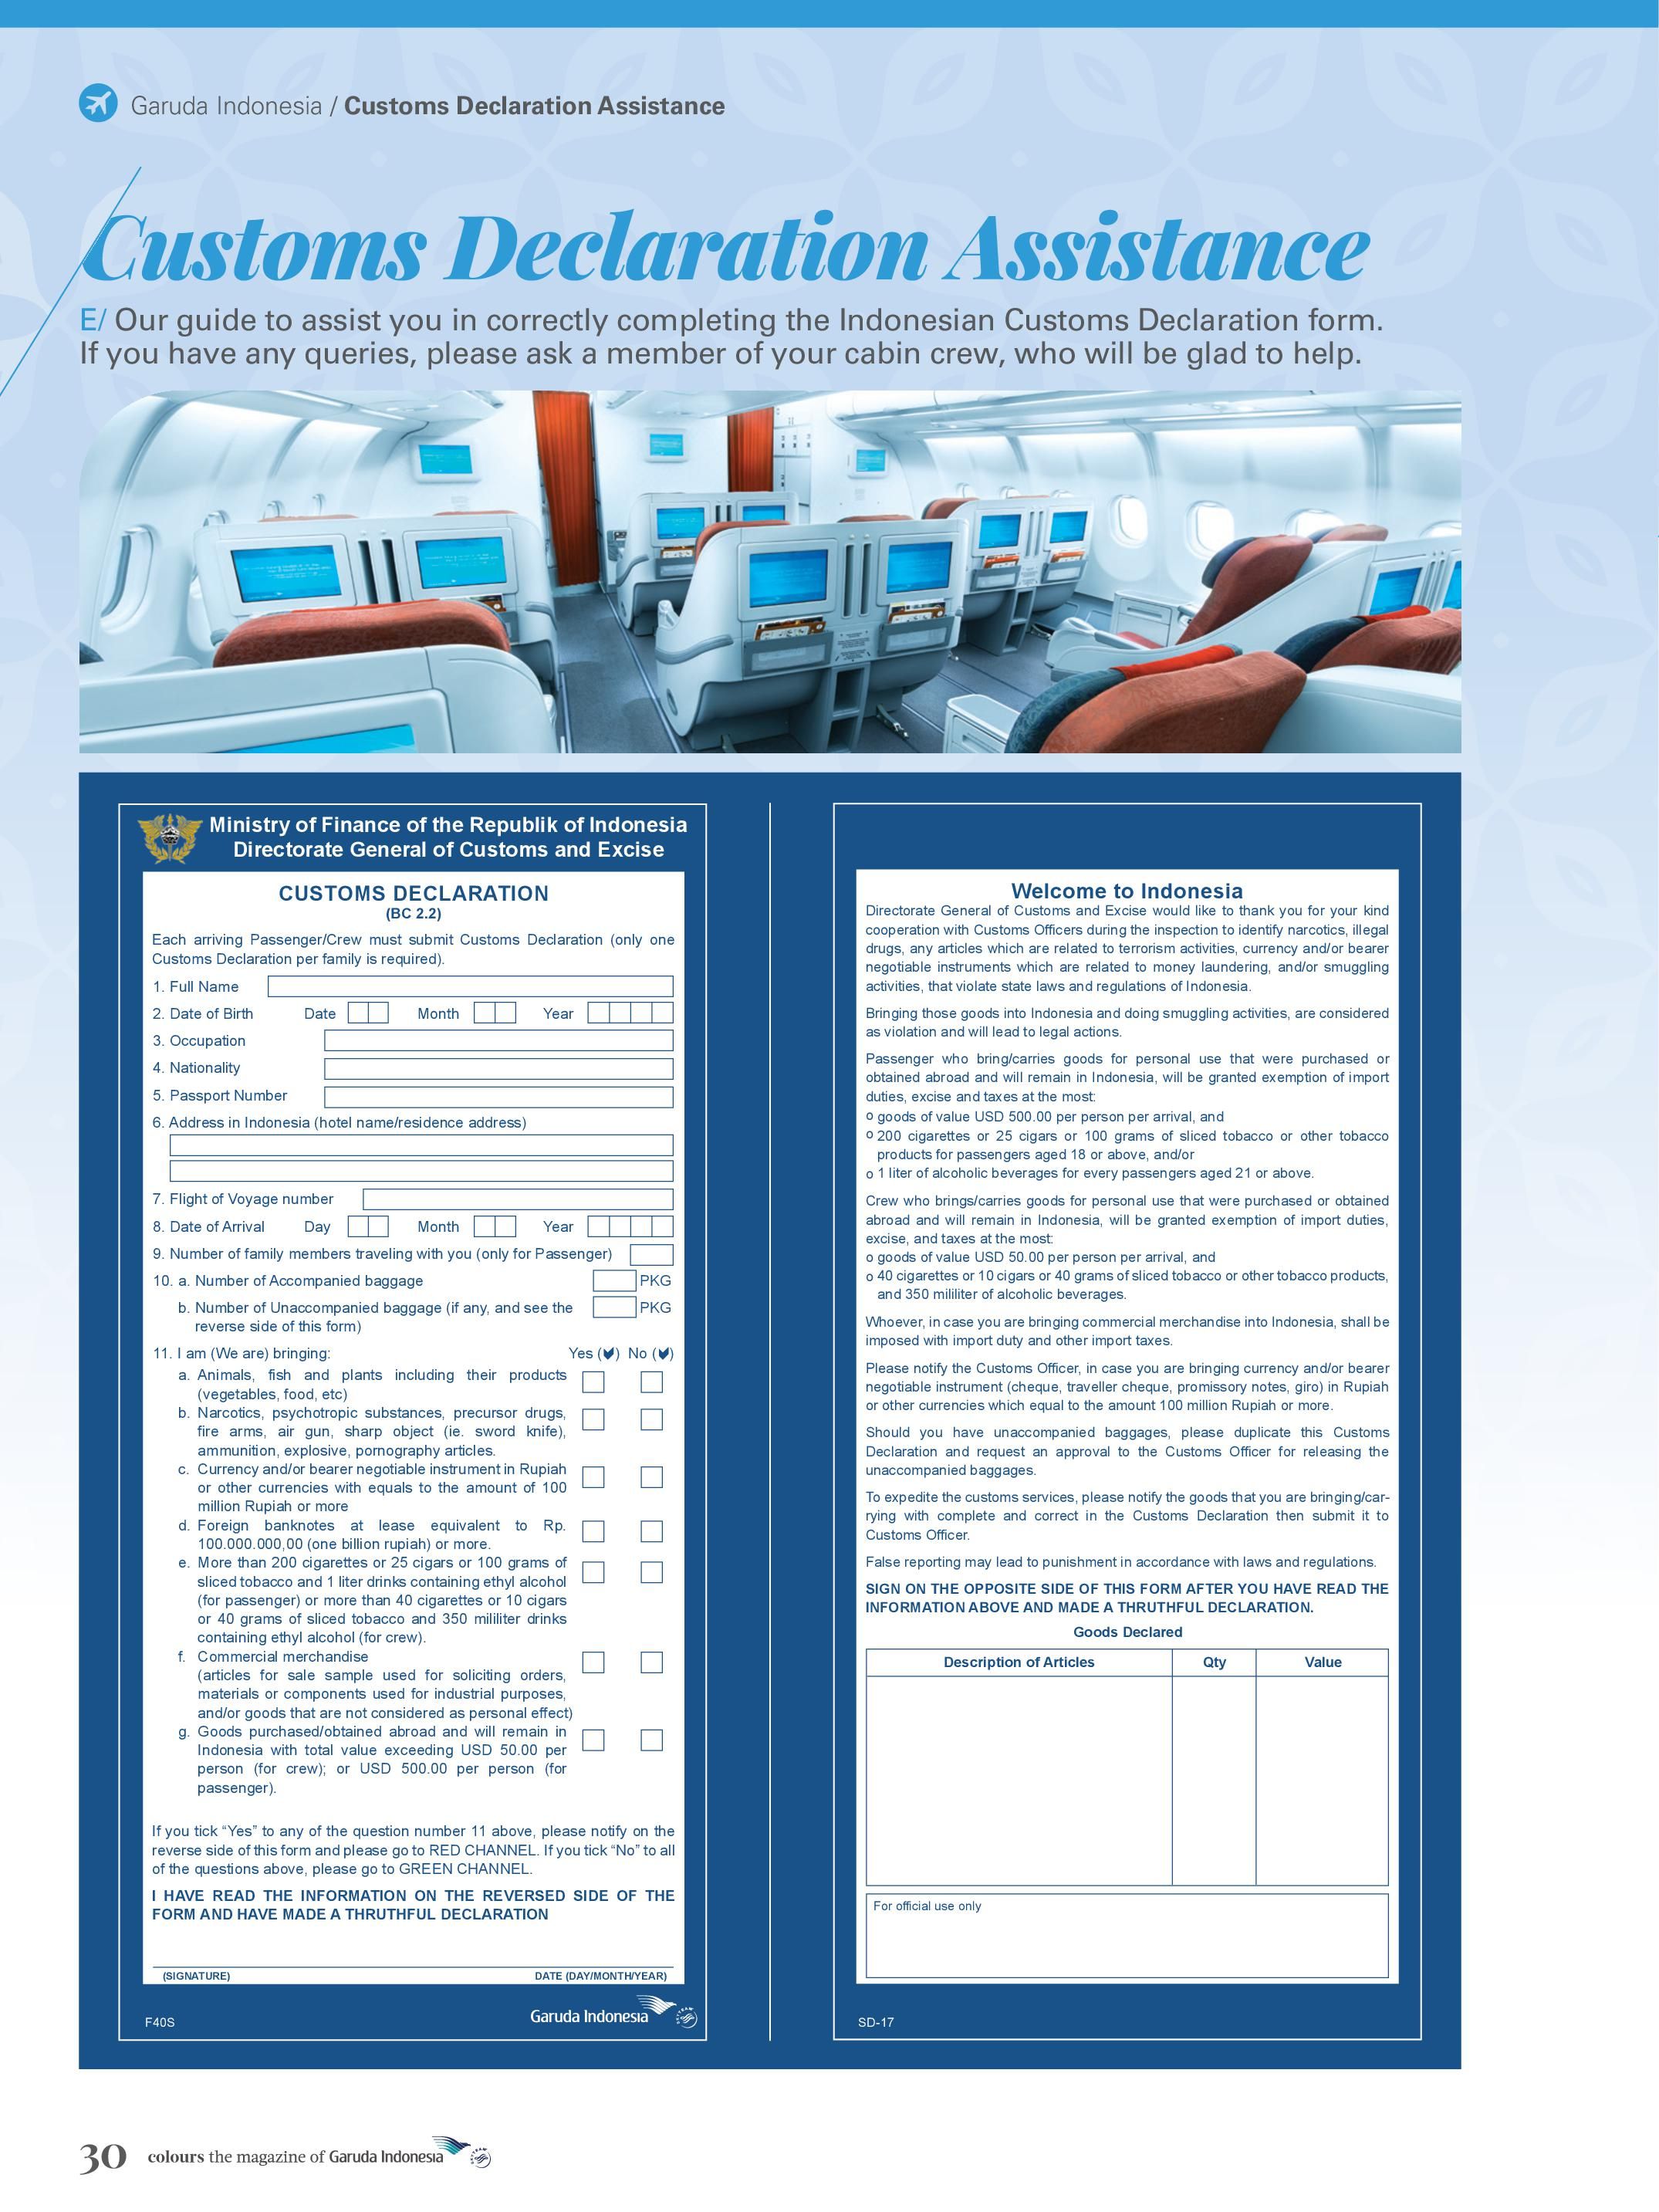 Garuda Indonesia / Customs Declaration Assistance
Customs Declaration Assistance
E/ Our guide to assist you in correctly completing the Indonesian Customs Declaration form.
If you have any queries, please ask a member of your cabin crew, who will be glad to help.
Ministry of Finance of the Republik of Indonesia
Directorate General of Customs and Excise
CUSTOMS DECLARATION
(BC 2.2)
Each arriving Passenger/Crew must submit Customs Declaration (only one
Customs Declaration per family is required).
1. Full Name
2. Date of Birth Date Month Year
3. Occupation
4. Nationality
5. Passport Number
6. Address in Indonesia (hotel name/residence address)
7. Flight of Voyage number
8. Date of Arrival Day Month Year
9. Number of family members traveling with you (only for Passenger)
10. a. Number of Accompanied baggage PKG
b. Number of Unaccompanied baggage (if any, and see the PKG
reverse side of this form)
11. I am (We are) bringing: Yes (✔) No (✔)
a. Animals, fish and plants including their products
(vegetables, food, etc)
b. Narcotics, psychotropic substances, precursor drugs,
fire arms, air gun, sharp object (ie. sword knife),
ammunition, explosive, pornography articles.
c. Currency and/or bearer negotiable instrument in Rupiah
or other currencies with equals to the amount of 100
million Rupiah or more
d. Foreign banknotes at lease equivalent to Rp.
100.000.000,00 (one billion rupiah) or more.
e. More than 200 cigarettes or 25 cigars or 100 grams of
sliced tobacco and 1 liter drinks containing ethyl alcohol
(for passenger) or more than 40 cigarettes or 10 cigars
or 40 grams of sliced tobacco and 350 mililiter drinks
containing ethyl alcohol (for crew).
f. Commercial merchandise
(articles for sale sample used for soliciting orders,
materials or components used for industrial purposes,
and/or goods that are not considered as personal effect)
g. Goods purchased/obtained abroad and will remain in
Indonesia with total value exceeding USD 50.00 per
person (for crew); or USD 500.00 per person (for
passenger).
If you tick “Yes” to any of the question number 11 above, please notify on the
reverse side of this form and please go to RED CHANNEL. If you tick “No” to all
of the questions above, please go to GREEN CHANNEL.
I HAVE READ THE INFORMATION ON THE REVERSED SIDE OF THE
FORM AND HAVE MADE A THRUTHFUL DECLARATION
(SIGNATURE) DATE (DAY/MONTH/YEAR)
F40S Garuda Indonesia
Welcome to Indonesia
Directorate General of Customs and Excise would like to thank you for your kind
cooperation with Customs Officers during the inspection to identify narcotics, illegal
drugs, any articles which are related to terrorism activities, currency and/or bearer
negotiable instruments which are related to money laundering, and/or smuggling
activities, that violate state laws and regulations of Indonesia.
Bringing those goods into Indonesia and doing smuggling activities, are considered
as violation and will lead to legal actions.
Passenger who bring/carries goods for personal use that were purchased or
obtained abroad and will remain in Indonesia, will be granted exemption of import
duties, excise and taxes at the most:
o goods of value USD 500.00 per person per arrival, and
o 200 cigarettes or 25 cigars or 100 grams of sliced tobacco or other tobacco
products for passengers aged 18 or above, and/or
o 1 liter of alcoholic beverages for every passengers aged 21 or above.
Crew who brings/carries goods for personal use that were purchased or obtained
abroad and will remain in Indonesia, will be granted exemption of import duties,
excise, and taxes at the most:
o goods of value USD 50.00 per person per arrival, and
o 40 cigarettes or 10 cigars or 40 grams of sliced tobacco or other tobacco products,
and 350 mililiter of alcoholic beverages.
Whoever, in case you are bringing commercial merchandise into Indonesia, shall be
imposed with import duty and other import taxes.
Please notify the Customs Officer, in case you are bringing currency and/or bearer
negotiable instrument (cheque, traveller cheque, promissory notes, giro) in Rupiah
or other currencies which equal to the amount 100 million Rupiah or more.
Should you have unaccompanied baggages, please duplicate this Customs
Declaration and request an approval to the Customs Officer for releasing the
unaccompanied baggages.
To expedite the customs services, please notify the goods that you are bringing/car-
rying with complete and correct in the Customs Declaration then submit it to
Customs Officer.
False reporting may lead to punishment in accordance with laws and regulations.
SIGN ON THE OPPOSITE SIDE OF THIS FORM AFTER YOU HAVE READ THE
INFORMATION ABOVE AND MADE A THRUTHFUL DECLARATION.
Goods Declared
Description of Articles Qty Value
For official use only
SD-17
30 colours the magazine of Garuda Indonesia